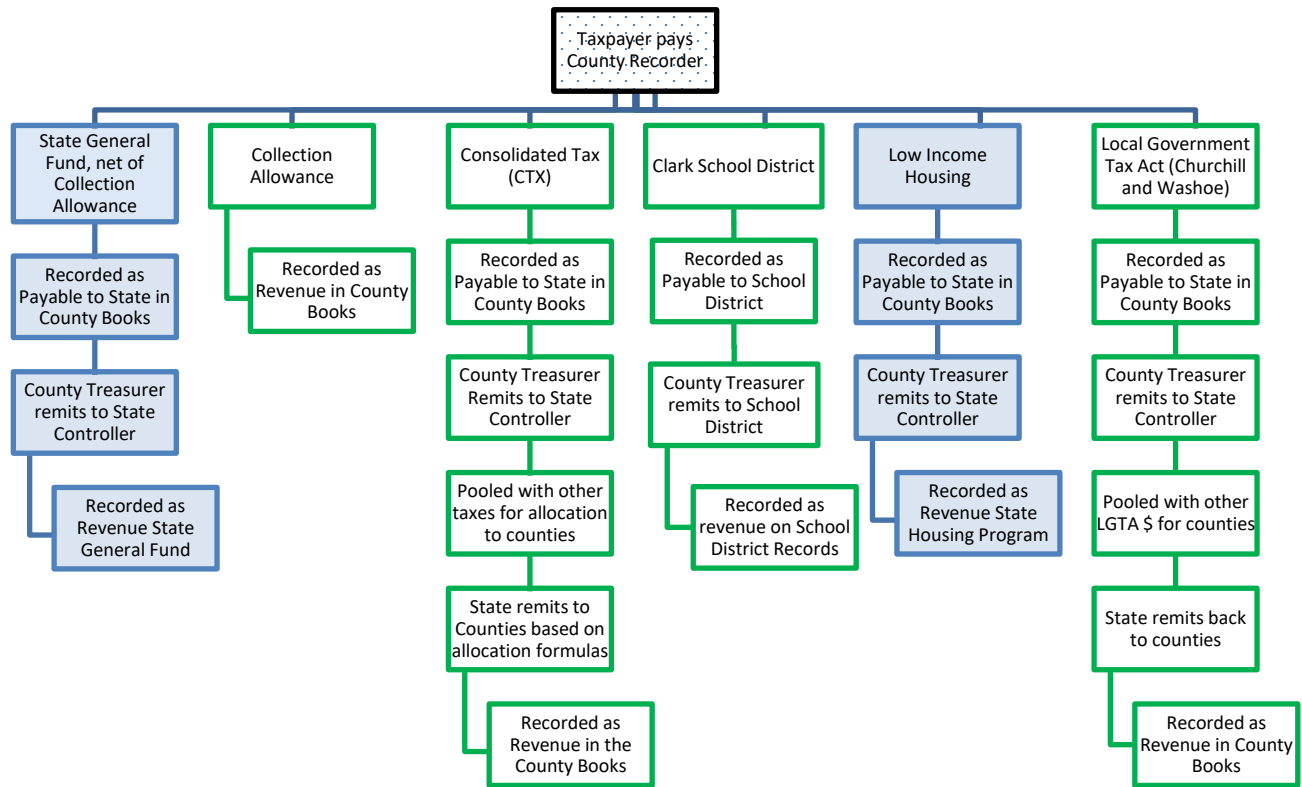 Taxpayer pays
County Recorder
State General
Fund, net of
Collection
Allowance
Collection
Allowance
Consolidated Tax
(CTX)
Clark School District
Low Income
Housing
Local Government
Tax Act (Churchill
and Washoe)
Recorded as
Payable to State in
County Books
Recorded as
Revenue in County
Books
Recorded as
Payable to State in
County Books
Recorded as
Payable to School
District
Recorded as
Payable to State in
County Books
Recorded as
Payable to State in
County Books
County Treasurer
remits to State
Controller
County Treasurer
Remits to State
Controller
County Treasurer
remits to School
District
County Treasurer
remits to State
Controller
County Treasurer
remits to State
Controller
Recorded as
Revenue State
General Fund
Pooled with other
taxes for allocation
to counties
Recorded as
revenue on School
District Records
Recorded as
Revenue State
Housing Program
Pooled with other
LGTA $ for counties
State remits to
Counties based on
allocation formulas
State remits back
to counties
Recorded as
Revenue in the
County Books
Recorded as
Revenue in County
Books